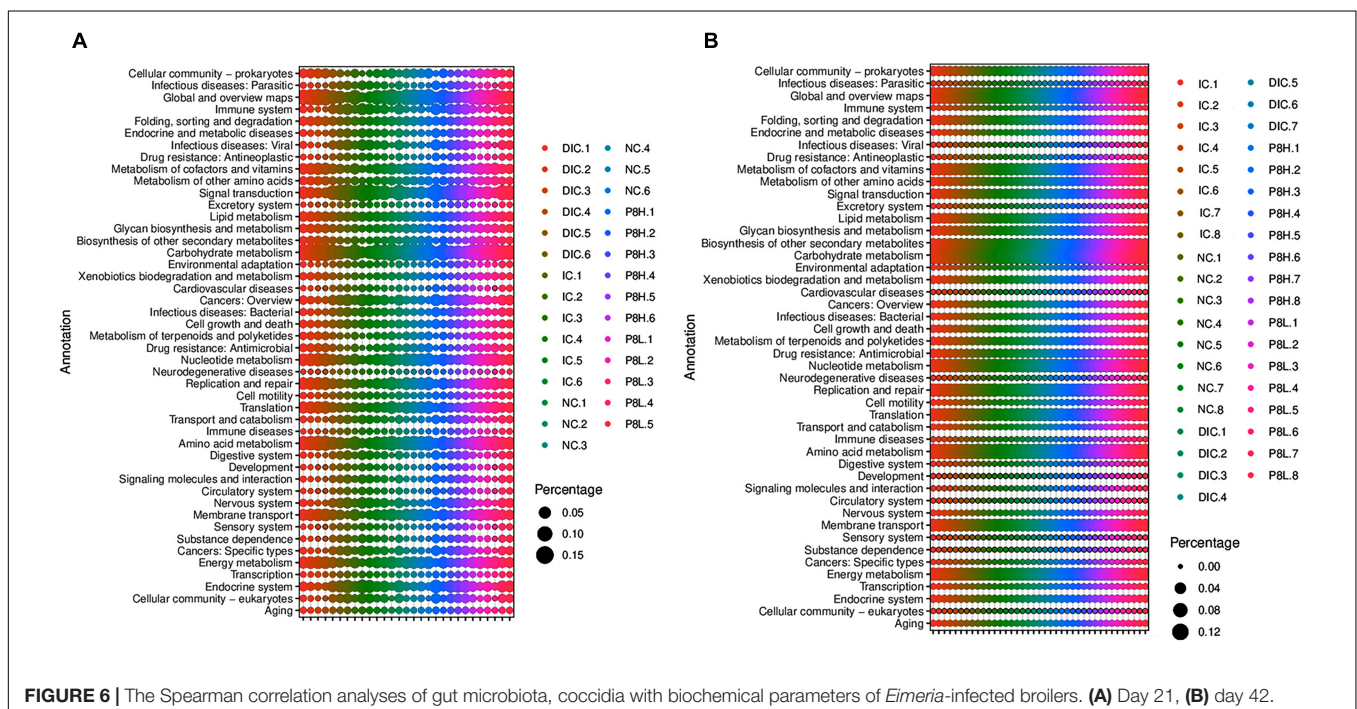 A
Cellular community – prokaryotes
Infectious diseases: Parasitic
Global and overview maps
Immune system
Folding, sorting and degradation
Endocrine and metabolic diseases
Infectious diseases: Viral
Drug resistance: Antineoplastic
Metabolism of cofactors and vitamins
Metabolism of other amino acids
Signal transduction
Excretory system
Lipid metabolism
Glycan biosynthesis and metabolism
Biosynthesis of other secondary metabolites
Carbohydrate metabolism
Environmental adaptation
Xenobiotics biodegradation and metabolism
Cardiovascular diseases
Cancers: Overview
Infectious diseases: Bacterial
Cell growth and death
Metabolism of terpenoids and polyketides
Drug resistance: Antimicrobial
Nucleotide metabolism
Neurodegenerative diseases
Replication and repair
Cell motility
Translation
Transport and catabolism
Immune diseases
Amino acid metabolism
Digestive system
Development
Signaling molecules and interaction
Circulatory system
Nervous system
Membrane transport
Sensory system
Substance dependence
Cancers: Specific types
Energy metabolism
Transcription
Endocrine system
Cellular community – eukaryotes
Aging
Annotation
DIC.1 NC.4
DIC.2 NC.5
DIC.3 NC.6
DIC.4 P8H.1
DIC.5 P8H.2
DIC.6 P8H.3
IC.1 P8H.4
IC.2 P8H.5
IC.3 P8H.6
IC.4 P8L.1
IC.5 P8L.2
IC.6 P8L.3
NC.1 P8L.4
NC.2 P8L.5
NC.3
Percentage
0.05
0.10
0.15
B
Cellular community – prokaryotes
Infectious diseases: Parasitic
Global and overview maps
Immune system
Folding, sorting and degradation
Endocrine and metabolic diseases
Infectious diseases: Viral
Drug resistance: Antineoplastic
Metabolism of cofactors and vitamins
Metabolism of other amino acids
Signal transduction
Excretory system
Lipid metabolism
Glycan biosynthesis and metabolism
Biosynthesis of other secondary metabolites
Carbohydrate metabolism
Environmental adaptation
Xenobiotics biodegradation and metabolism
Cardiovascular diseases
Cancers: Overview
Infectious diseases: Bacterial
Cell growth and death
Metabolism of terpenoids and polyketides
Drug resistance: Antimicrobial
Nucleotide metabolism
Neurodegenerative diseases
Replication and repair
Cell motility
Translation
Transport and catabolism
Immune diseases
Amino acid metabolism
Digestive system
Development
Signaling molecules and interaction
Circulatory system
Nervous system
Membrane transport
Sensory system
Substance dependence
Cancers: Specific types
Energy metabolism
Transcription
Endocrine system
Cellular community – eukaryotes
Aging
Annotation
IC.1 DIC.5
IC.2 DIC.6
IC.3 DIC.7
IC.4 P8H.1
IC.5 P8H.2
IC.6 P8H.3
IC.7 P8H.4
IC.8 P8H.5
NC.1 P8H.6
NC.2 P8H.7
NC.3 P8H.8
NC.4 P8L.1
NC.5 P8L.2
NC.6 P8L.3
NC.7 P8L.4
NC.8 P8L.5
DIC.1 P8L.6
DIC.2 P8L.7
DIC.3 P8L.8
DIC.4
Percentage
0.00
0.04
0.08
0.12
FIGURE 6 | The Spearman correlation analyses of gut microbiota, coccidia with biochemical parameters of Eimeria-infected broilers. (A) Day 21, (B) day 42.